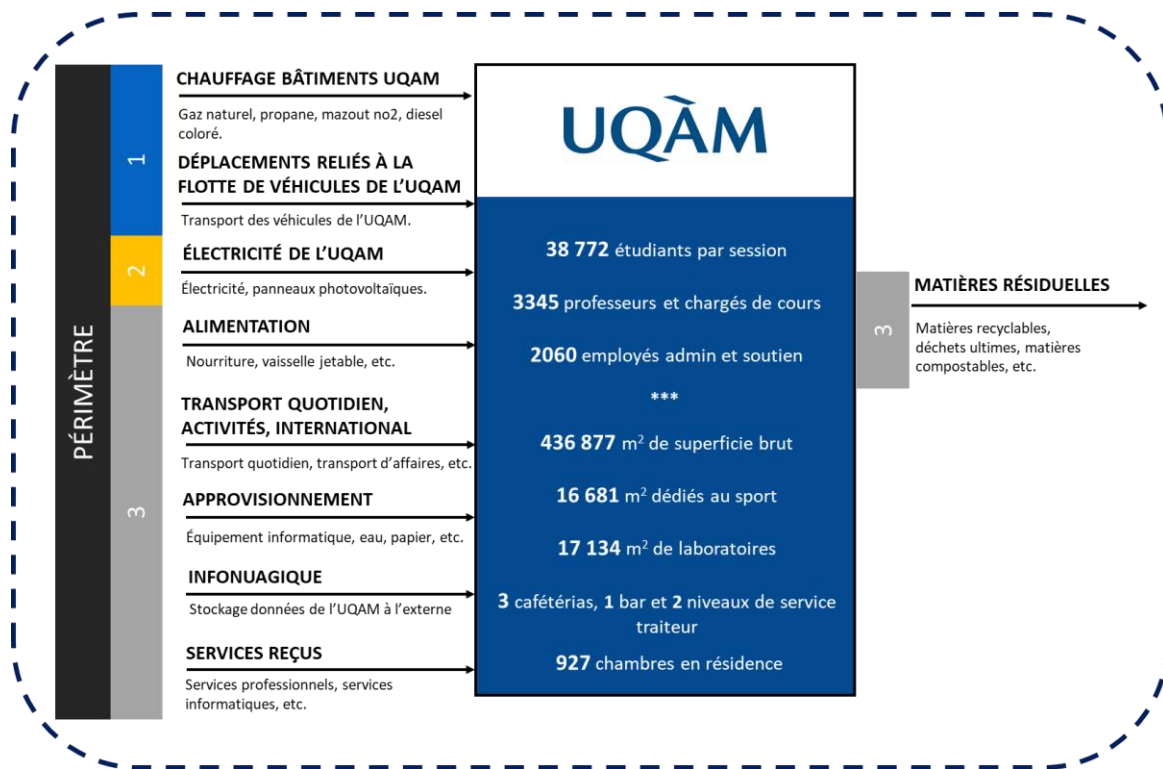 PÉRIMÈTRE
1
2
3
CHAUFFAGE BÂTIMENTS UQAM
Gaz naturel, propane, mazout no2, diesel
coloré.
DÉPLACEMENTS RELIÉS À LA
FLOTTE DE VÉHICULES DE L'UQAM
Transport des véhicules de l'UQAM.
ÉLECTRICITÉ DE L'UQAM
Électricité, panneaux photovoltaïques.
ALIMENTATION
Nourriture, vaisselle jetable, etc.
TRANSPORT QUOTIDIEN,
ACTIVITÉS, INTERNATIONAL
Transport quotidien, transport d'affaires, etc.
APPROVISIONNEMENT
Équipement informatique, eau, papier, etc.
INFONUAGIQUE
Stockage données de l'UQAM à l'externe
SERVICES REÇUS
Services professionnels, services
informatiques, etc.
UQÀM
38 772 étudiants par session
3345 professeurs et chargés de cours
2060 employés admin et soutien
***
436 877 m² de superficie brut
16 681 m² dédiés au sport
17 134 m² de laboratoires
3 cafétérias, 1 bar et 2 niveaux de service
traiteur
927 chambres en résidence
3
MATIÈRES RÉSIDUELLES
Matières recyclables,
déchets ultimes, matières
compostables, etc.